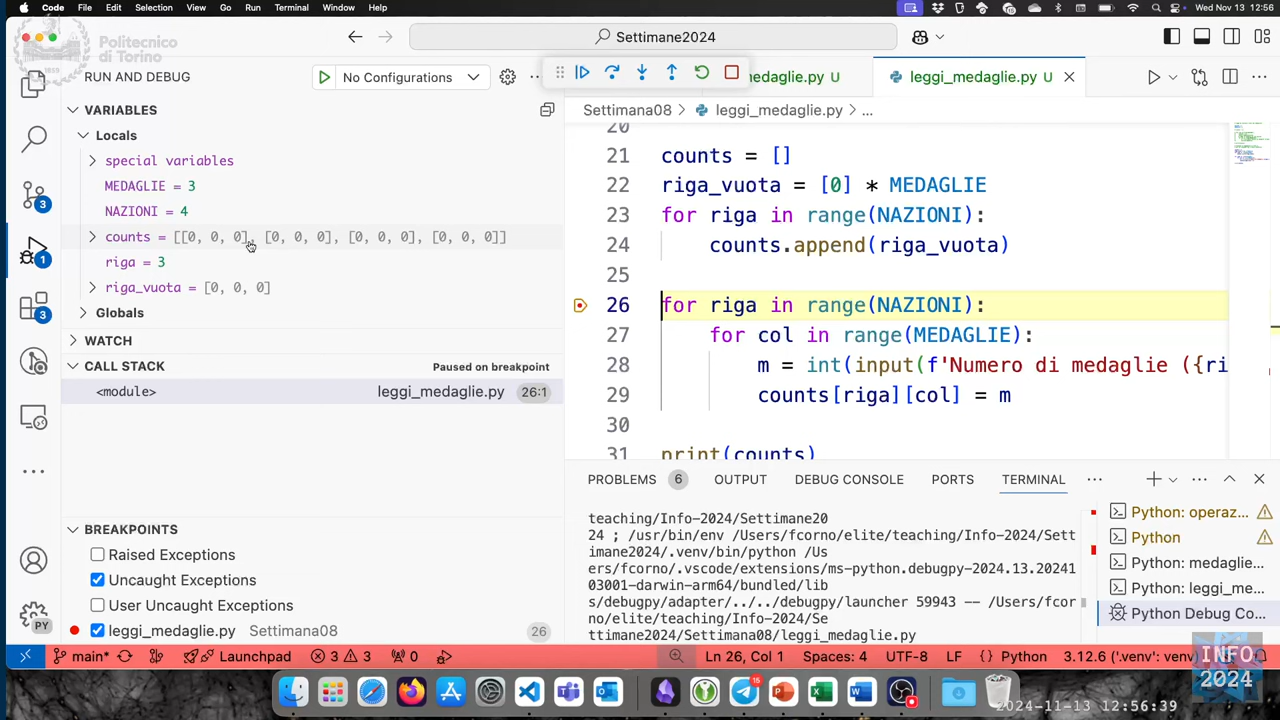 Code File Edit Selection View Go Run Terminal Window Help Wed Nov 13 12:56
Politecnico
di Torino
Settimane2024
RUN AND DEBUG No Configurations medaglie.py U leggi_medaglie.py U
Settimana08 > leggi_medaglie.py > ...
VARIABLES
Locals
special variables
MEDAGLIE = 3
NAZIONI = 4
counts = [[0, 0, 0], [0, 0, 0], [0, 0, 0], [0, 0, 0]]
riga = 3
riga_vuota = [0, 0, 0]
Globals
WATCH
CALL STACK Paused on breakpoint
<module> leggi_medaglie.py 26:1
BREAKPOINTS
Raised Exceptions
Uncaught Exceptions
User Uncaught Exceptions
leggi_medaglie.py Settimana08 26
3
1
3
PY
20
21 counts = []
22 riga_vuota = [0] * MEDAGLIE
23 for riga in range(NAZIONI):
24 counts.append(riga_vuota)
25
26 for riga in range(NAZIONI):
27 for col in range(MEDAGLIE):
28 m = int(input(f'Numero di medaglie ({ri
29 counts[riga][col] = m
30
31 print(counts)
PROBLEMS 6 OUTPUT DEBUG CONSOLE PORTS TERMINAL
teaching/Info-2024/Settimane20
24 ; /usr/bin/env /Users/fcorno/elite/teaching/Info-2024/Sett
imane2024/.venv/bin/python /Us
ers/fcorno/.vscode/extensions/ms-python.debugpy-2024.13.20241
03001-darwin-arm64/bundled/lib
s/debugpy/adapter/../../debugpy/launcher 59943 -- /Users/fcor
no/elite/teaching/Info-2024/Se
ttimane2024/Settimana08/leggi_medaglie.py
Python: operaz...
Python
Python: medaglie...
Python: leggi_me...
Python Debug Co...
main* Launchpad 3 3 0 Ln 26, Col 1 Spaces: 4 UTF-8 LF {} Python 3.12.6 ('.venv': venv)
INFO
2024
15
2024-11-13 12:56:39